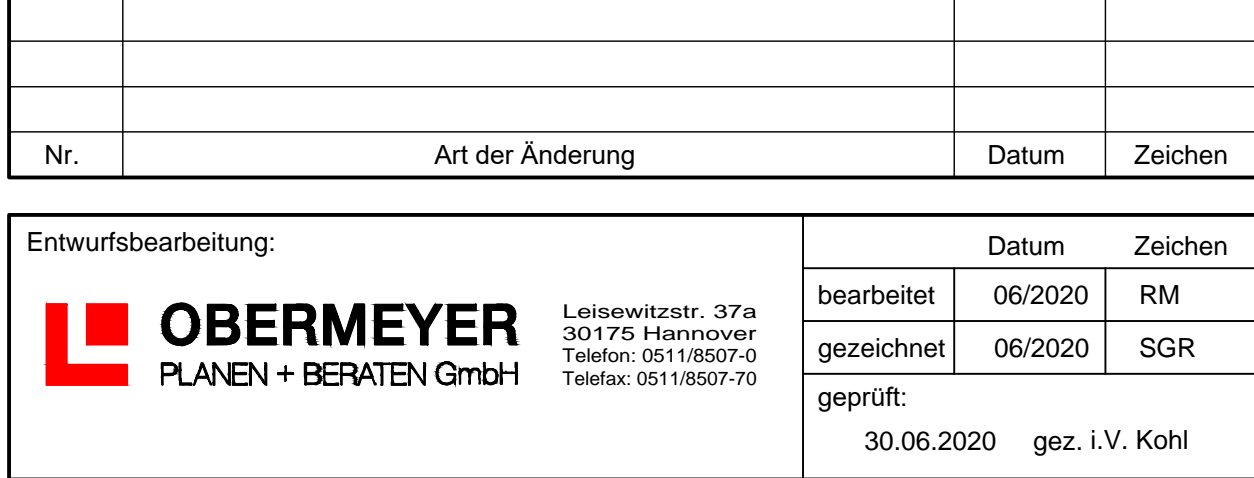 Nr. Art der Änderung Datum Zeichen
Entwurfsbearbeitung:
OBERMEYER
PLANEN + BERATEN GmbH
Leisewitzstr. 37a
30175 Hannover
Telefon: 0511/8507-0
Telefax: 0511/8507-70
Datum Zeichen
bearbeitet 06/2020 RM
gezeichnet 06/2020 SGR
geprüft:
30.06.2020 gez. i.V. Kohl